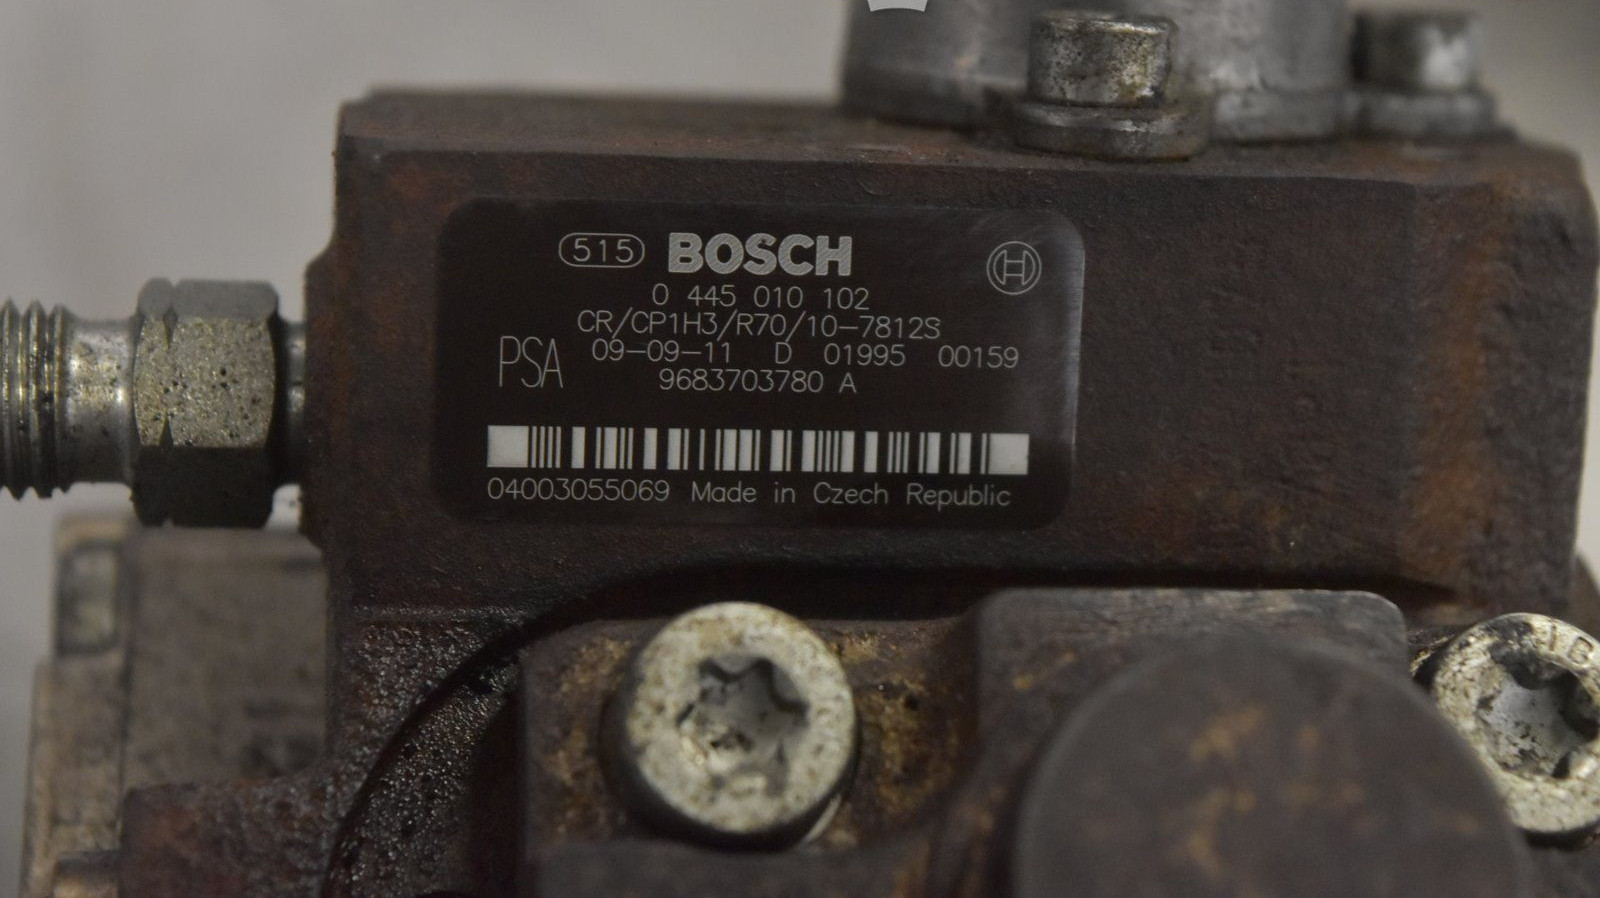 515 BOSCH
0 445 010 102
CR/CP1H3/R70/10-7812S
PSA 09-09-11 D 01995 00159
9683703780 A
04003055069 Made in Czech Republic